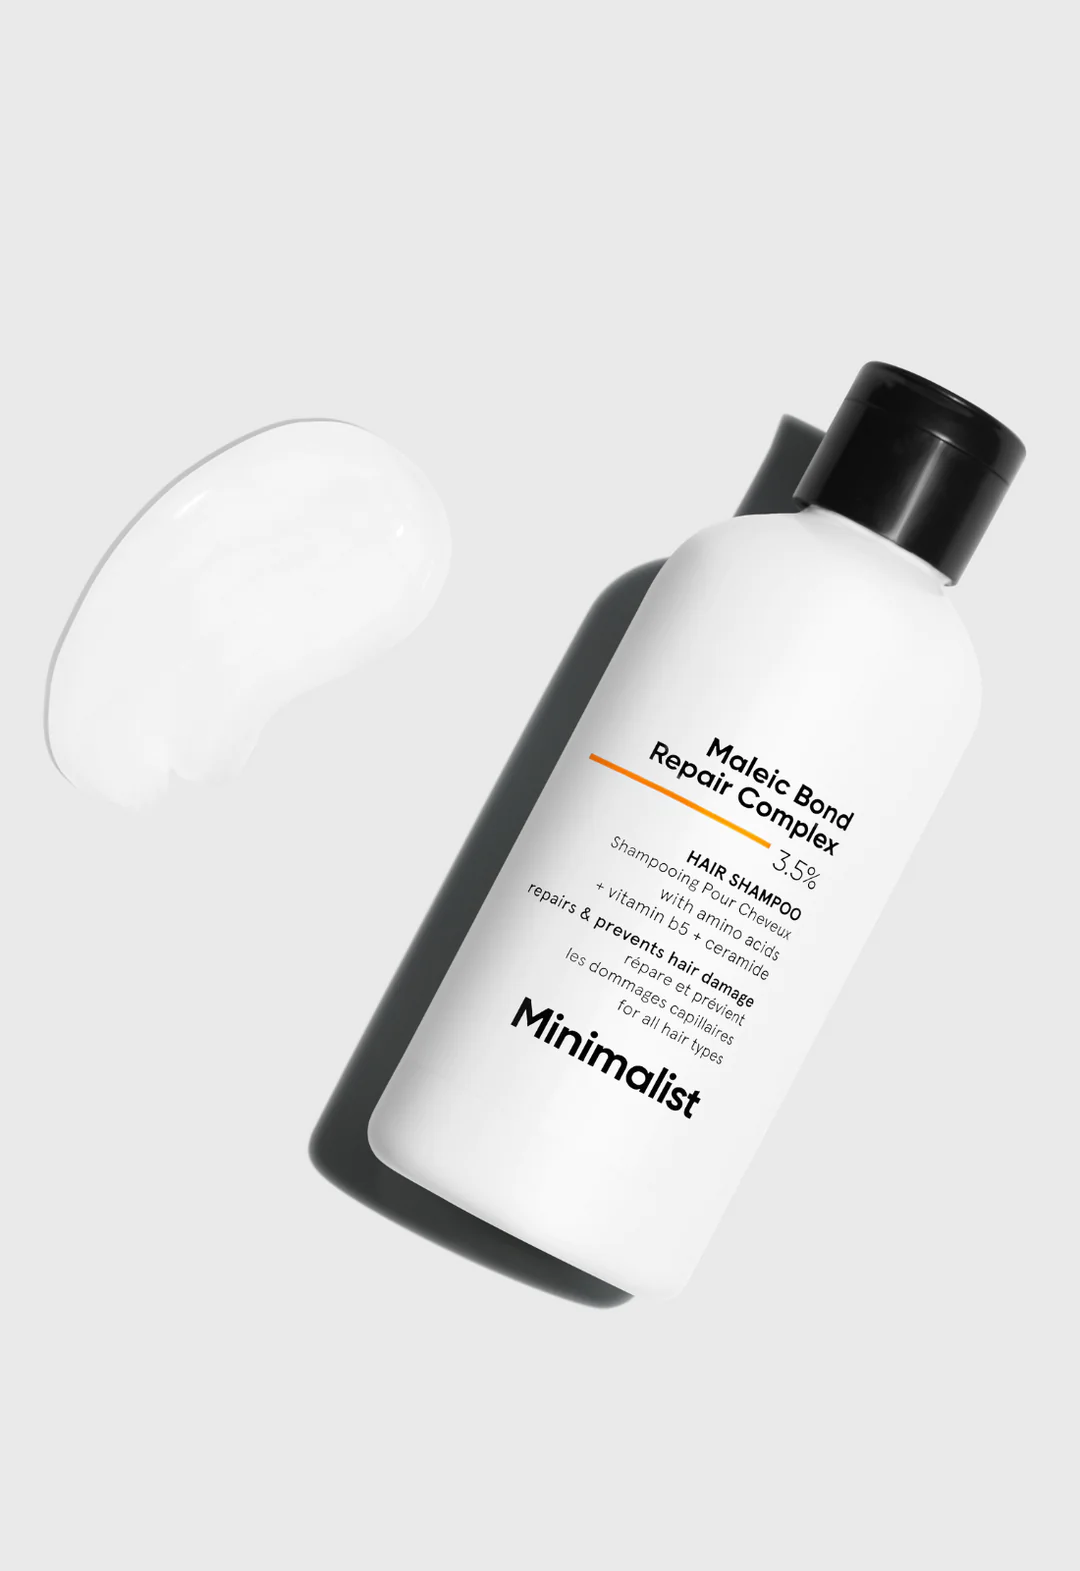 Maleic Bond
Repair Complex
3.5%
HAIR SHAMPOO
Shampooing Pour Cheveux
with amino acids
+ vitamin b5 + ceramide
repairs & prevents hair damage
répare et prévient
les dommages capillaires
for all hair types
Minimalist